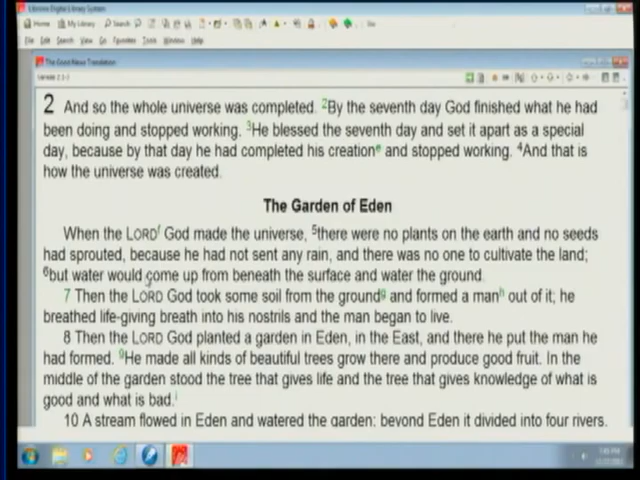 Libronix Digital Library System
Home My Library Search
File Edit Search View Go Favorites Tools Window Help
The Good News Translation
2 And so the whole universe was completed. 2By the seventh day God finished what he had
been doing and stopped working. 3He blessed the seventh day and set it apart as a special
day, because by that day he had completed his creatione and stopped working. 4And that is
how the universe was created.
The Garden of Eden
When the LORDf God made the universe, 5there were no plants on the earth and no seeds
had sprouted, because he had not sent any rain, and there was no one to cultivate the land;
6but water would come up from beneath the surface and water the ground.
7 Then the LORD God took some soil from the groundg and formed a manh out of it; he
breathed life-giving breath into his nostrils and the man began to live.
8 Then the LORD God planted a garden in Eden, in the East, and there he put the man he
had formed. 9He made all kinds of beautiful trees grow there and produce good fruit. In the
middle of the garden stood the tree that gives life and the tree that gives knowledge of what is
good and what is bad.i
10 A stream flowed in Eden and watered the garden; beyond Eden it divided into four rivers.